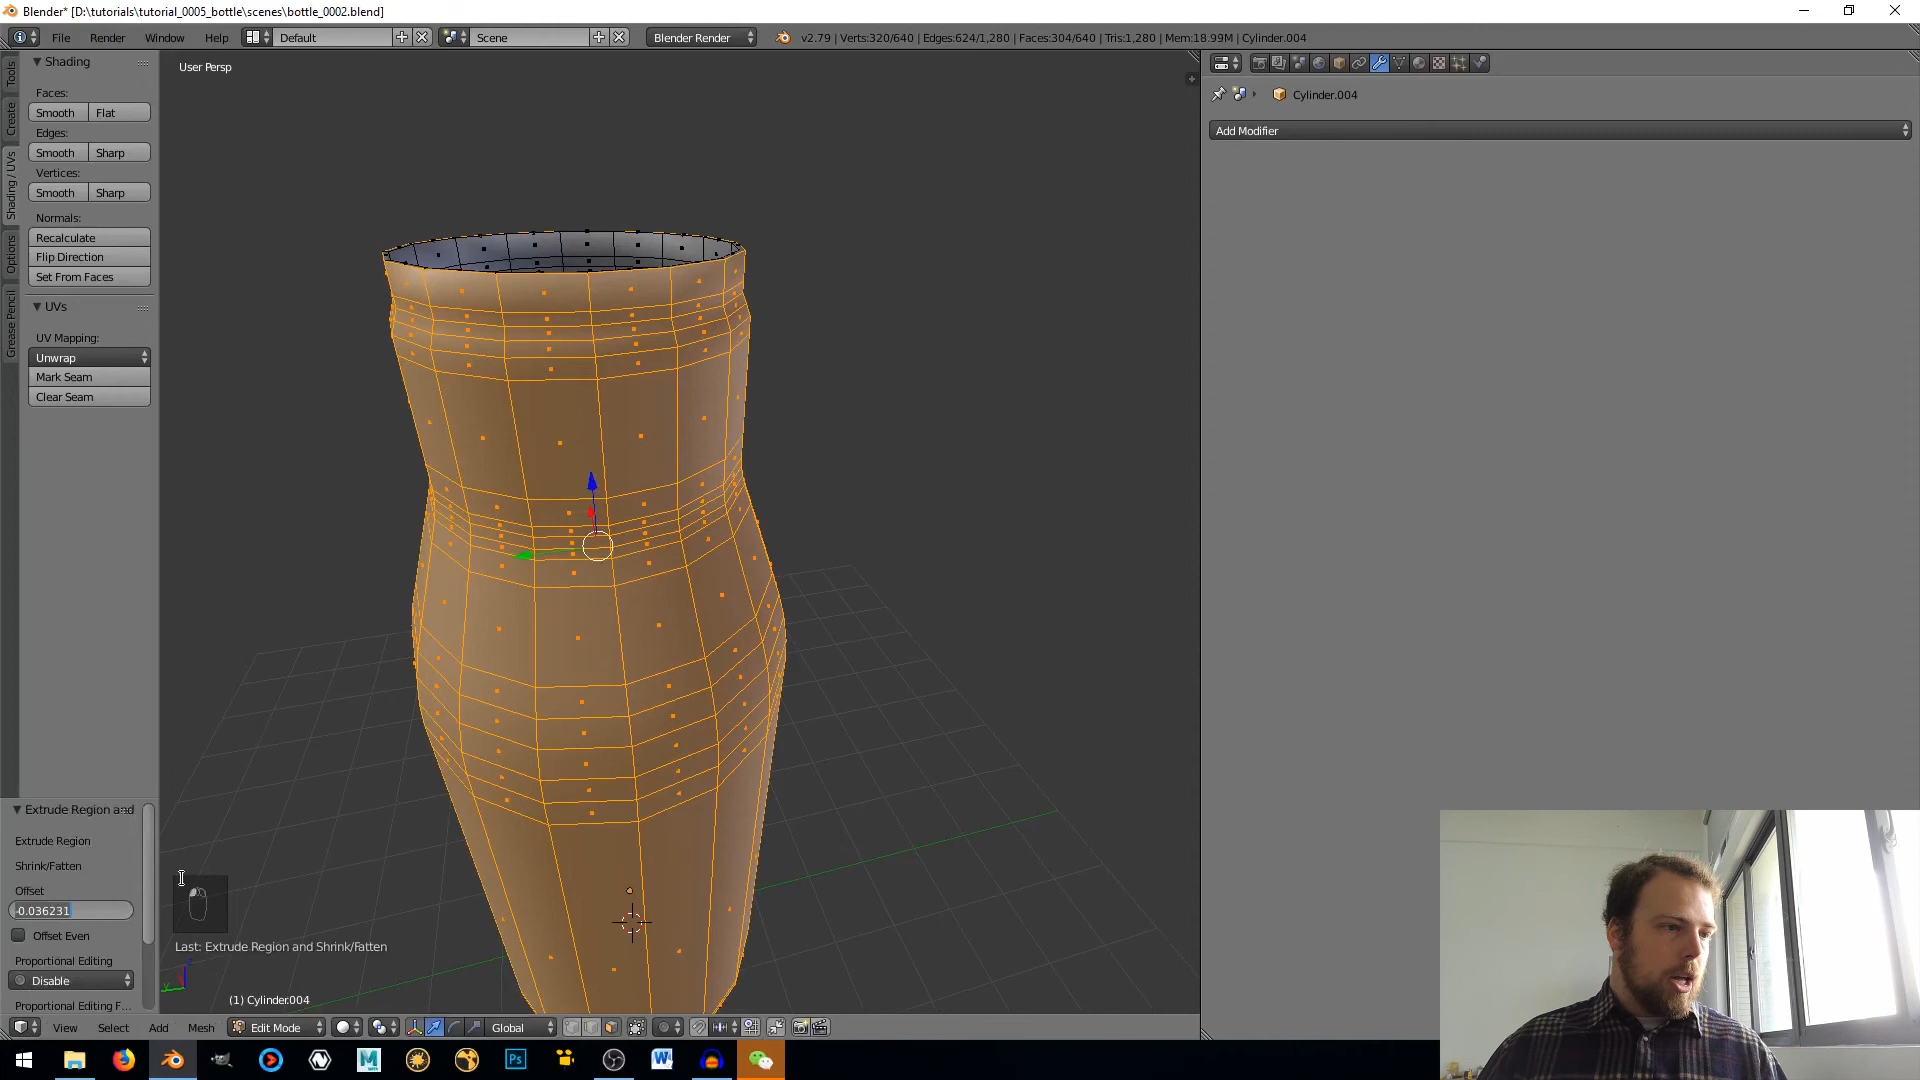 Blender* [D:\tutorials\tutorial_0005_bottle\scenes\bottle_0002.blend]
File Render Window Help Default Scene Blender Render v2.79 | Verts:320/640 | Edges:624/1,280 | Faces:304/640 | Tris:1,280 | Mem:18.99M | Cylinder.004
Tools
Create
Shading / UVs
Options
Grease Pencil
Shading
Faces:
Smooth Flat
Edges:
Smooth Sharp
Vertices:
Smooth Sharp
Normals:
Recalculate
Flip Direction
Set From Faces
UVs
UV Mapping:
Unwrap
Mark Seam
Clear Seam
Extrude Region and
Extrude Region
Shrink/Fatten
Offset
-0.036231
Offset Even
Proportional Editing
Disable
Proportional Editing F...
User Persp
Last: Extrude Region and Shrink/Fatten
(1) Cylinder.004
View Select Add Mesh Edit Mode Global
Cylinder.004
Add Modifier